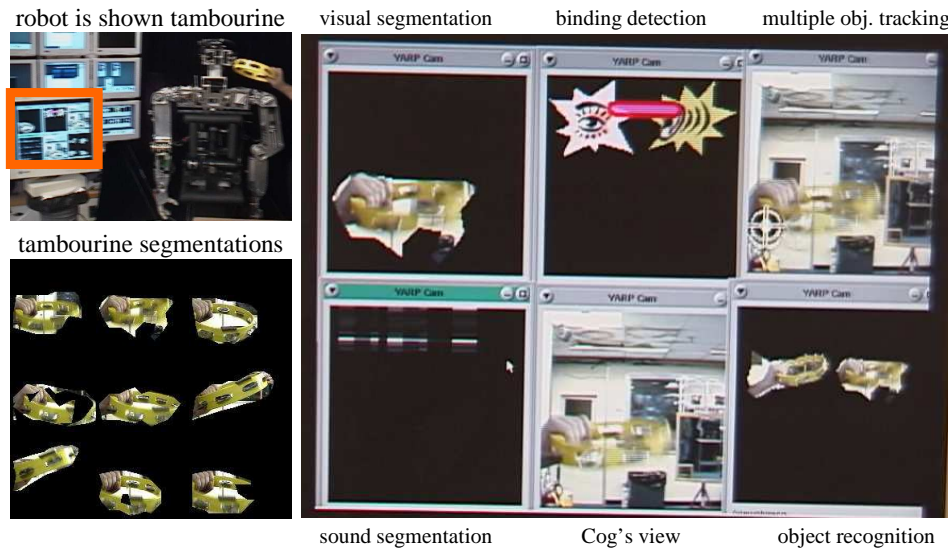 robot is shown tambourine
visual segmentation
binding detection
multiple obj. tracking
YARP Cam
YARP Cam
YARP Cam
tambourine segmentations
YARP Cam
YARP Cam
YARP Cam
sound segmentation
Cog's view
object recognition